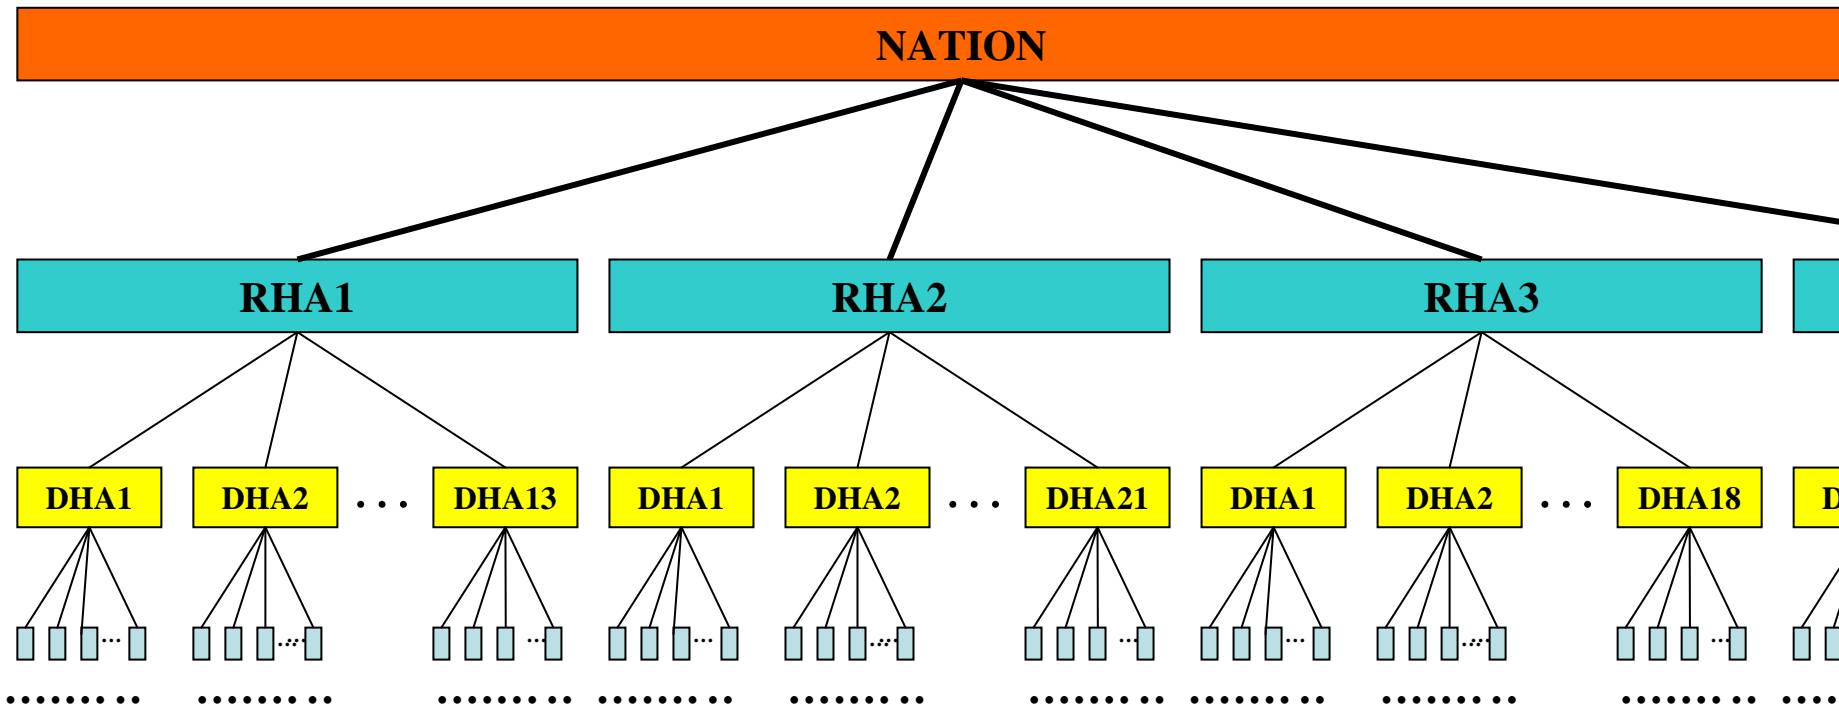 NATION
RHA1 RHA2 RHA3
DHA1 DHA2 ... DHA13 DHA1 DHA2 ... DHA21 DHA1 DHA2 ... DHA18 D